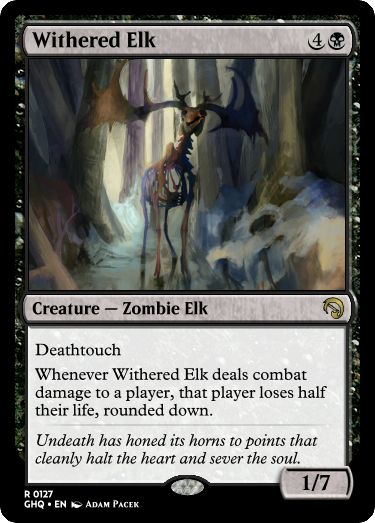 Withered Elk 4
Creature — Zombie Elk
Deathtouch
Whenever Withered Elk deals combat
damage to a player, that player loses half
their life, rounded down.
Undeath has honed its horns to points that
cleanly halt the heart and sever the soul.
1/7
R 0127
GHQ • EN ADAM PACEK